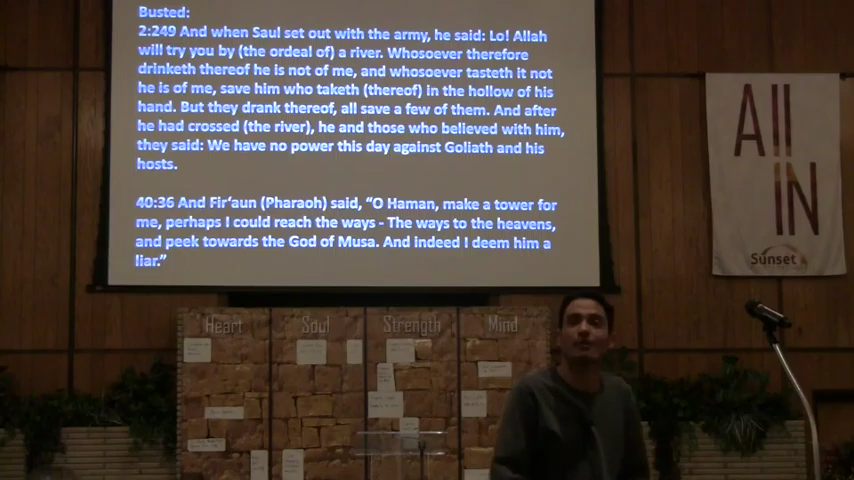 Busted:
2:249 And when Saul set out with the army, he said: Lo! Allah
will try you by (the ordeal of) a river. Whosoever therefore
drinketh thereof he is not of me, and whosoever tasteth it not
he is of me, save him who taketh (thereof) in the hollow of his
hand. But they drank thereof, all save a few of them. And after
he had crossed (the river), he and those who believed with him,
they said: We have no power this day against Goliath and his
hosts.
40:36 And Fir‘aun (Pharaoh) said, “O Haman, make a tower for
me, perhaps I could reach the ways - The ways to the heavens,
and peek towards the God of Musa. And indeed I deem him a
liar.”
All
IN
Sunset
Heart Soul Strength Mind